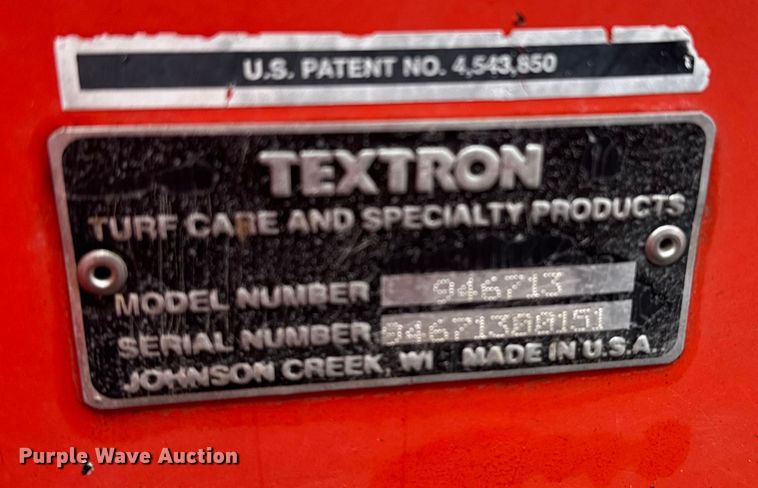 U.S. PATENT NO. 4,543,850
TEXTRON
TURF CARE AND SPECIALTY PRODUCTS
MODEL NUMBER 946713
SERIAL NUMBER 94671300151
JOHNSON CREEK, WI MADE IN U.S.A.
Purple Wave Auction